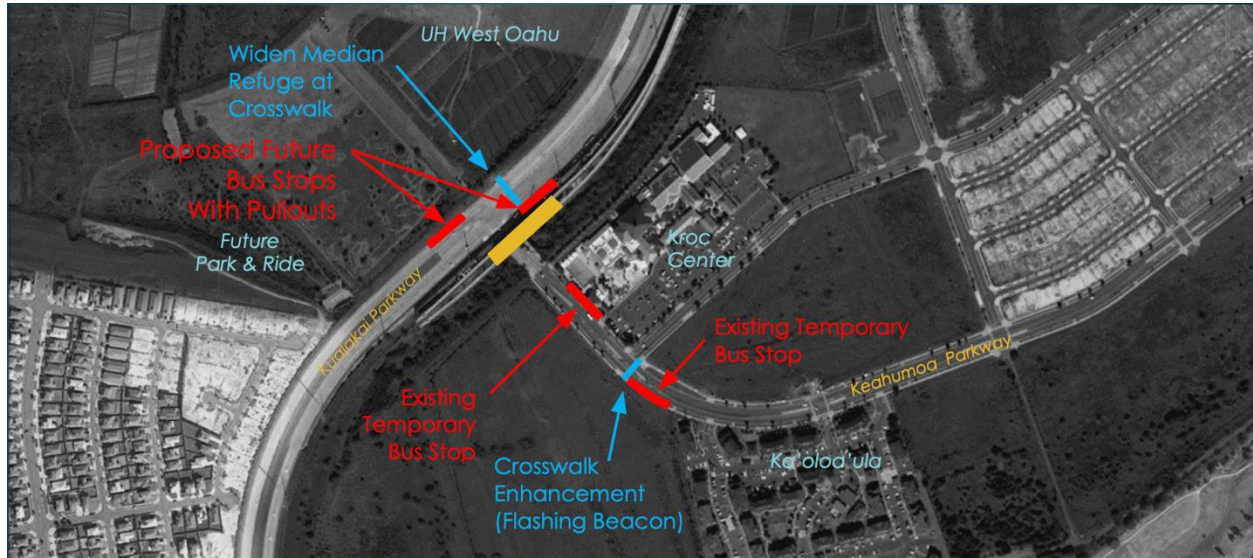 UH West Oahu
Widen Median
Refuge at
Crosswalk
Proposed Future
Bus Stops
With Pullouts
Future
Park & Ride
Kualakai Parkway
Kroc
Center
Existing Temporary
Bus Stop
Keahumoa Parkway
Existing
Temporary
Bus Stop
Crosswalk
Enhancement
(Flashing Beacon)
Ka'oloa'ula